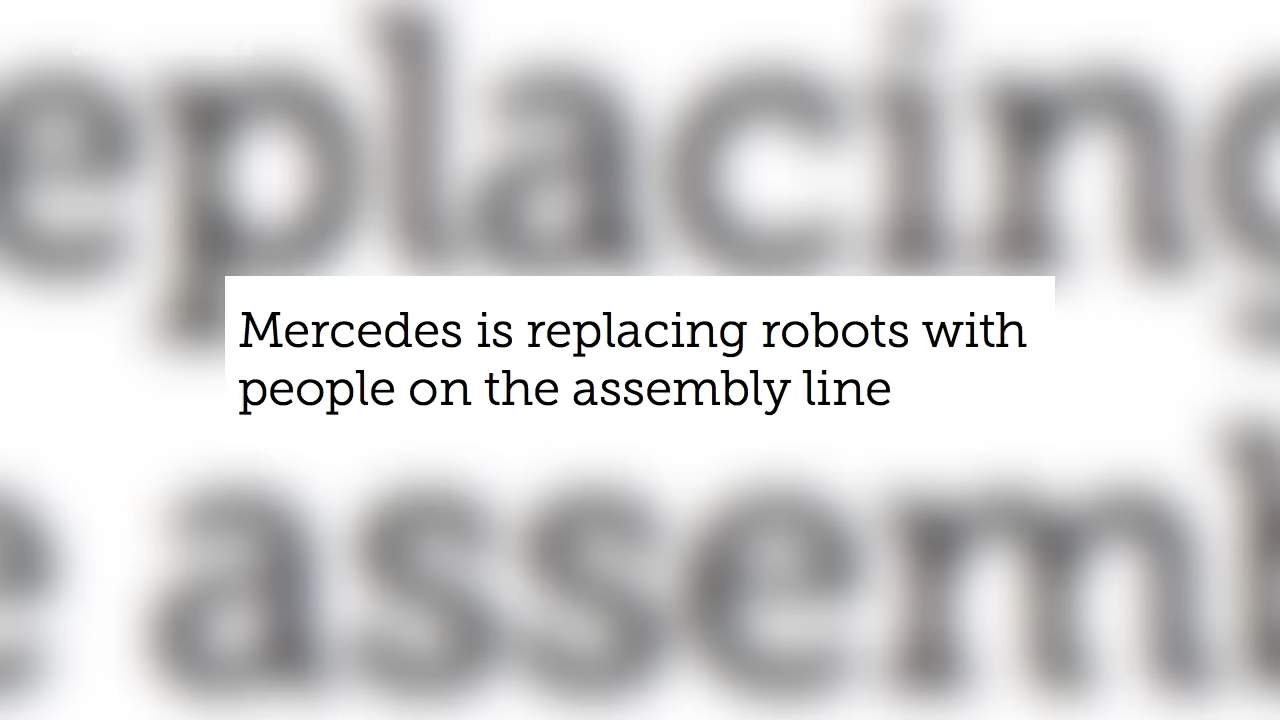 Mercedes is replacing robots with
people on the assembly line